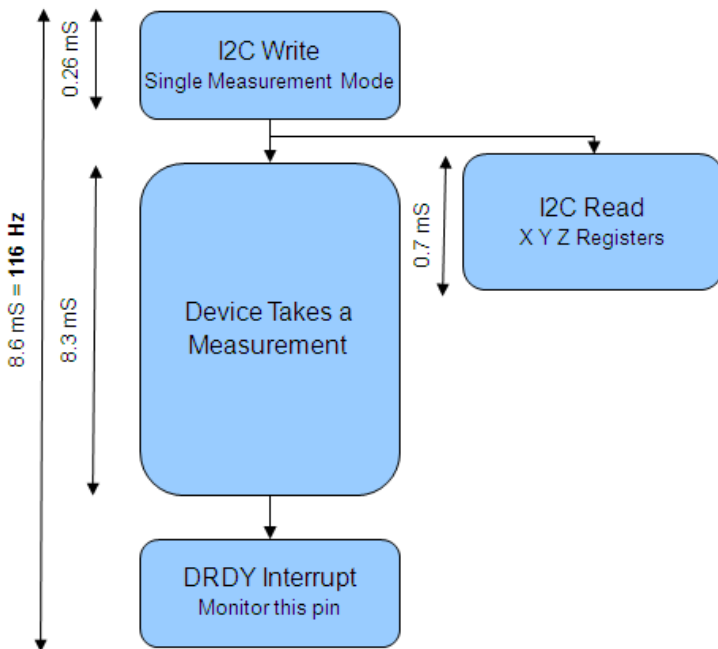 I2C Write
Single Measurement Mode
0.26 mS
I2C Read
X Y Z Registers
0.7 mS
Device Takes a
Measurement
8.3 mS
8.6 mS = 116 Hz
DRDY Interrupt
Monitor this pin